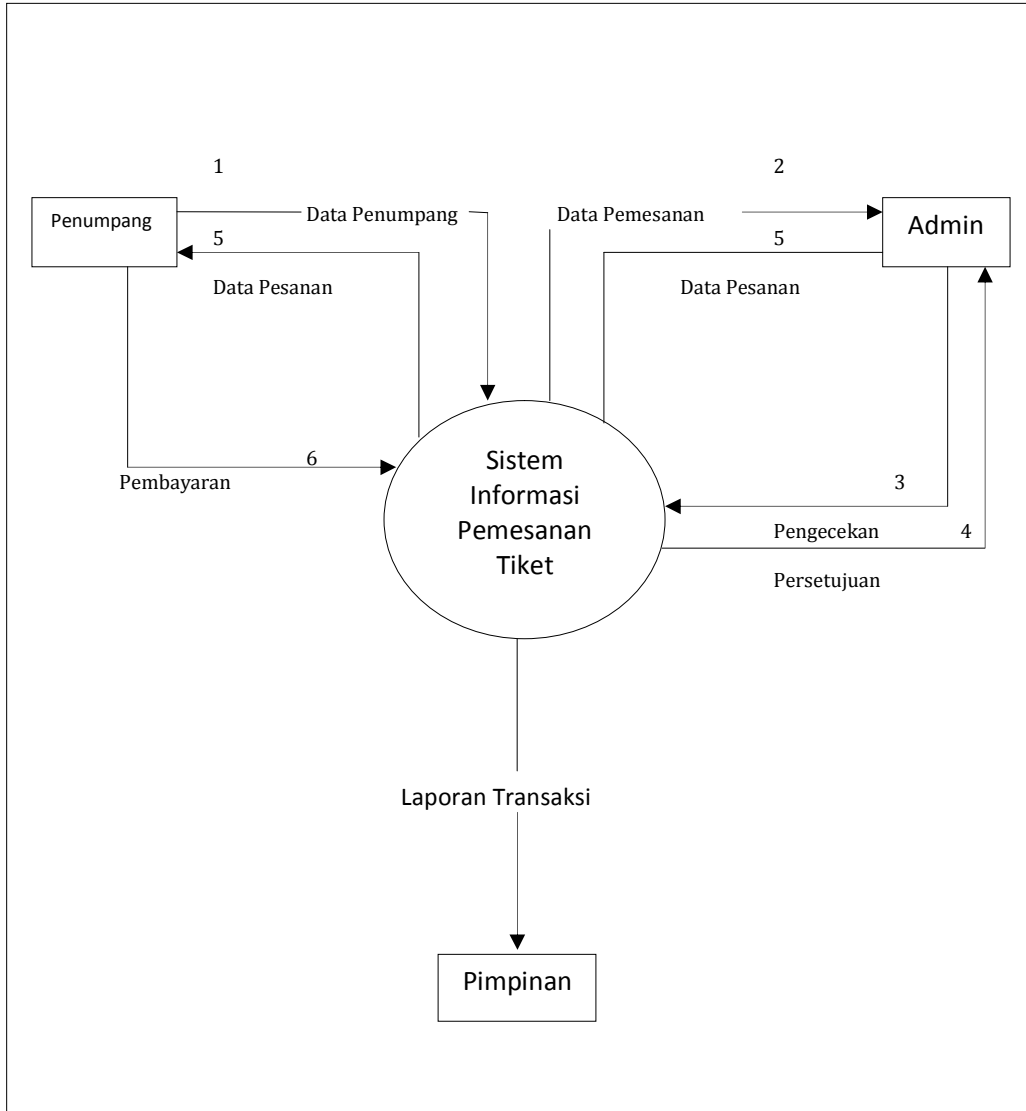 1
2
Penumpang
Data Penumpang
Data Pemesanan
Admin
5
5
Data Pesanan
Data Pesanan
6
Pembayaran
Sistem
Informasi
Pemesanan
Tiket
3
Pengecekan
4
Persetujuan
Laporan Transaksi
Pimpinan